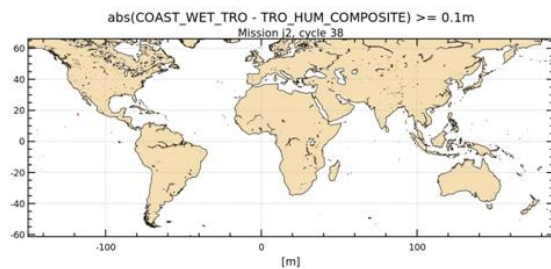 abs(COAST_WET_TRO - TRO_HUM_COMPOSITE) >= 0.1m
Mission j2, cycle 38
60
40
20
0
-20
-40
-60
-100 0 100
[m]